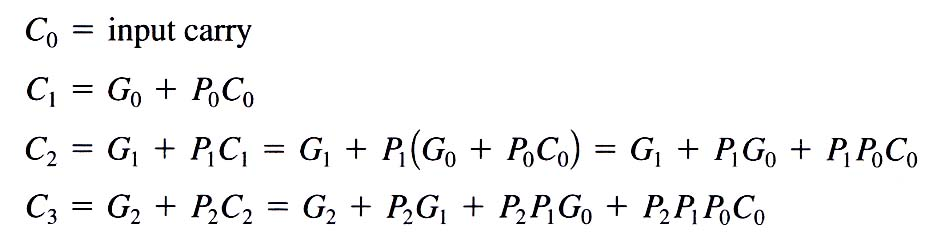 C₀ = input carry
C₁ = G₀ + P₀C₀
C₂ = G₁ + P₁C₁ = G₁ + P₁(G₀ + P₀C₀) = G₁ + P₁G₀ + P₁P₀C₀
C₃ = G₂ + P₂C₂ = G₂ + P₂G₁ + P₂P₁G₀ + P₂P₁P₀C₀